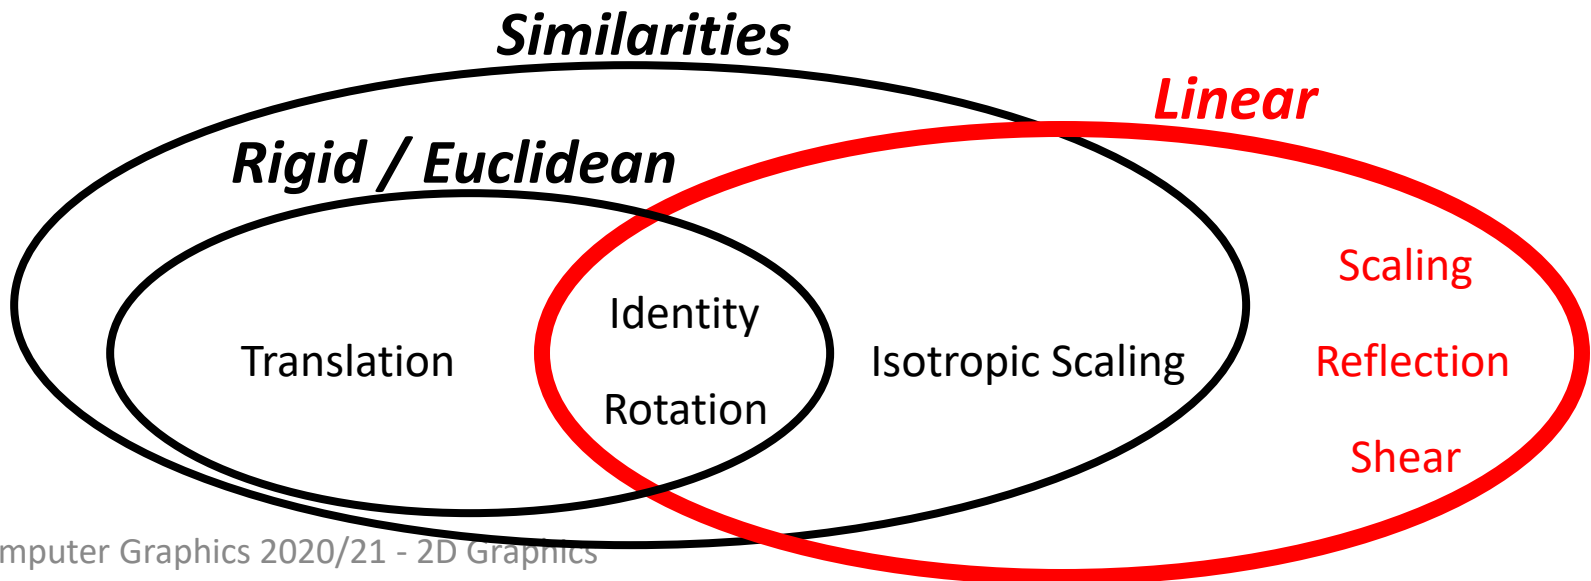 Similarities
Linear
Rigid / Euclidean
Scaling
Identity
Translation
Isotropic Scaling
Reflection
Rotation
Shear
mputer Graphics 2020/21 - 2D Graphics